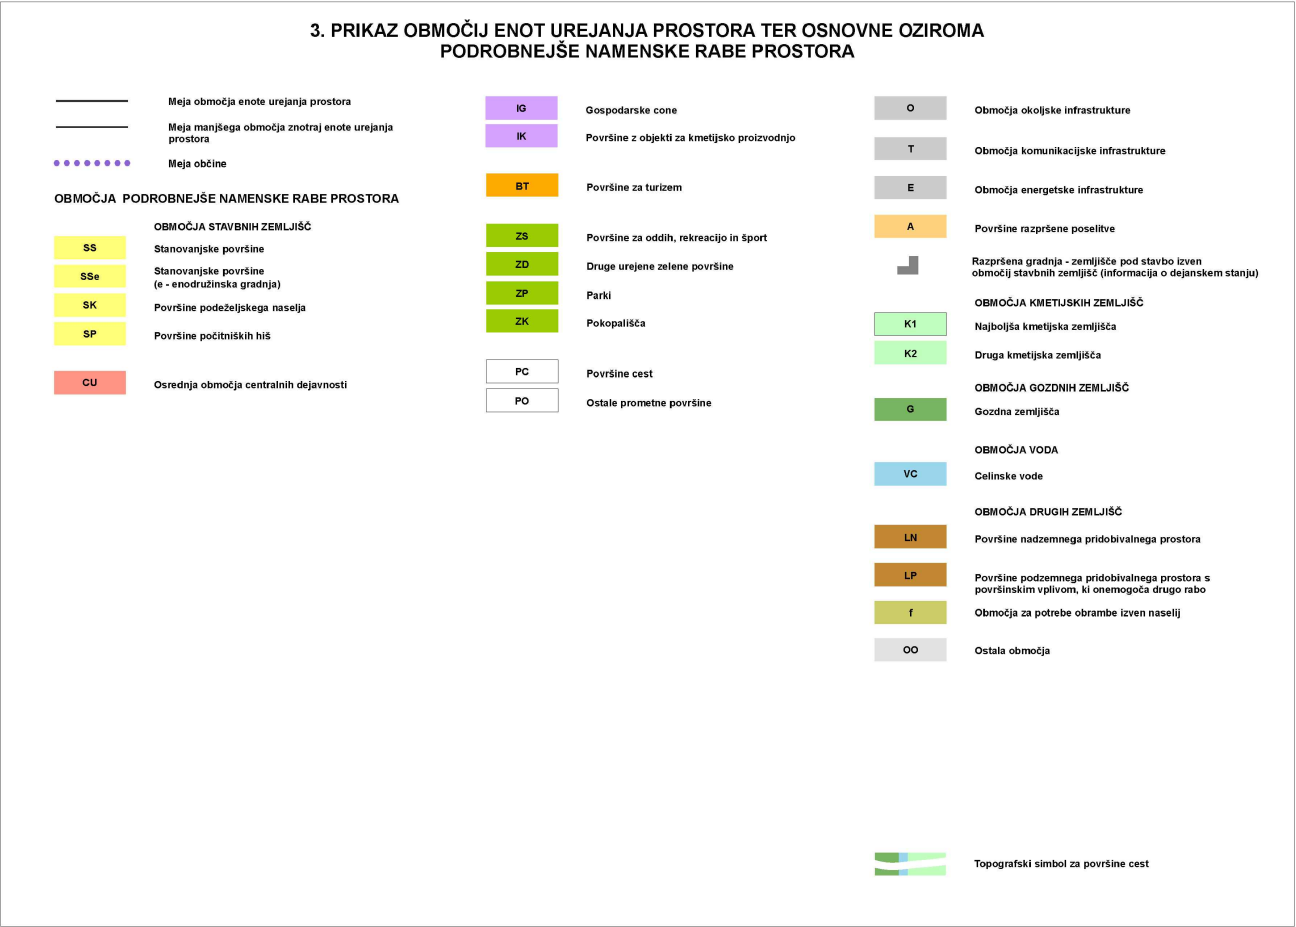 3. PRIKAZ OBMOČIJ ENOT UREJANJA PROSTORA TER OSNOVNE OZIROMA
PODROBNEJŠE NAMENSKE RABE PROSTORA
Meja območja enote urejanja prostora
Meja manjšega območja znotraj enote urejanja
prostora
Meja občine
OBMOČJA PODROBNEJŠE NAMENSKE RABE PROSTORA
OBMOČJA STAVBNIH ZEMLJIŠČ
SS Stanovanjske površine
SSe Stanovanjske površine
(e - enodružinska gradnja)
SK Površine podeželjskega naselja
SP Površine počitniških hiš
CU Osrednja območja centralnih dejavnosti
IG Gospodarske cone
IK Površine z objekti za kmetijsko proizvodnjo
BT Površine za turizem
ZS Površine za oddih, rekreacijo in šport
ZD Druge urejene zelene površine
ZP Parki
ZK Pokopališča
PC Površine cest
PO Ostale prometne površine
O Območja okoljske infrastrukture
T Območja komunikacijske infrastrukture
E Območja energetske infrastrukture
A Površine razpršene poselitve
Razpršena gradnja - zemljišče pod stavbo izven
območij stavbnih zemljišč (informacija o dejanskem stanju)
OBMOČJA KMETIJSKIH ZEMLJIŠČ
K1 Najboljša kmetijska zemljišča
K2 Druga kmetijska zemljišča
OBMOČJA GOZDNIH ZEMLJIŠČ
G Gozdna zemljišča
OBMOČJA VODA
VC Celinske vode
OBMOČJA DRUGIH ZEMLJIŠČ
LN Površine nadzemnega pridobivalnega prostora
LP Površine podzemnega pridobivalnega prostora s
površinskim vplivom, ki onemogoča drugo rabo
f Območja za potrebe obrambe izven naselij
OO Ostala območja
Topografski simbol za površine cest